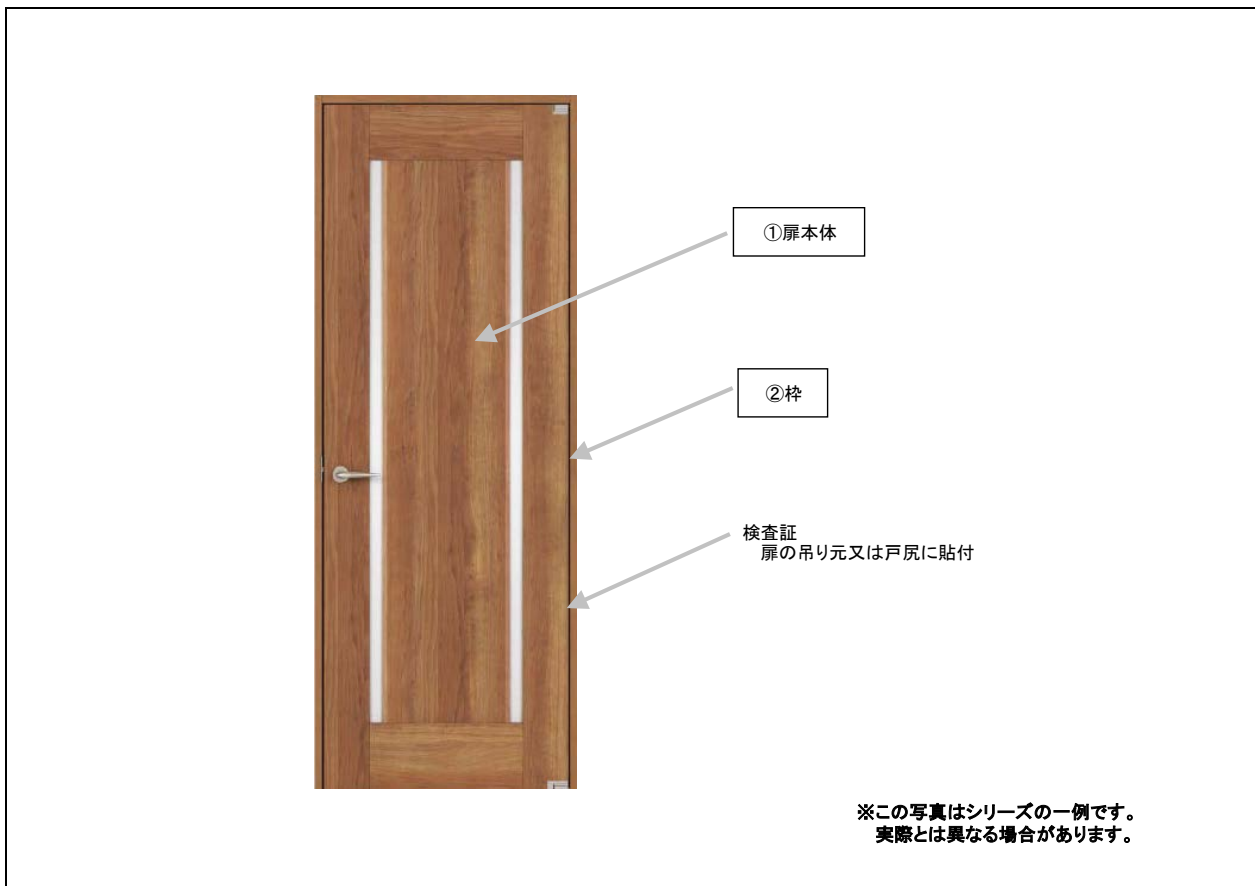 ①扉本体
②枠
検査証
扉の吊り元又は戸尻に貼付
※この写真はシリーズの一例です。
実際とは異なる場合があります。